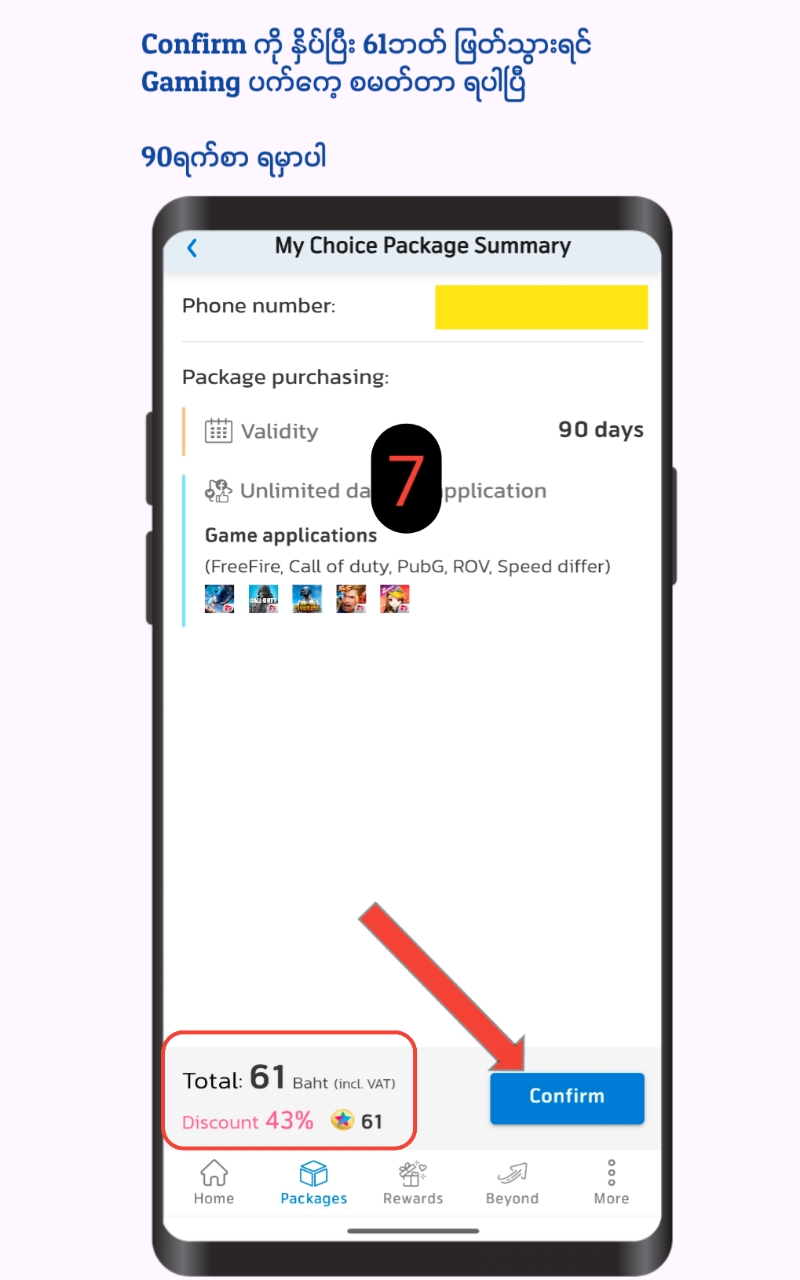 Confirm ကို နှိပ်ပြီး 61ဘတ် ဖြတ်သွားရင်
Gaming ပက်ကေ့ စမတ်တာ ရပါပြီ
90ရက်စာ ရမှာပါ
My Choice Package Summary
Phone number:
Package purchasing:
Validity
90 days
7
Unlimited da pplication
Game applications
(FreeFire, Call of duty, PubG, ROV, Speed differ)
Total: 61 Baht (incl. VAT)
Discount 43% 61
Confirm
Home Packages Rewards Beyond More